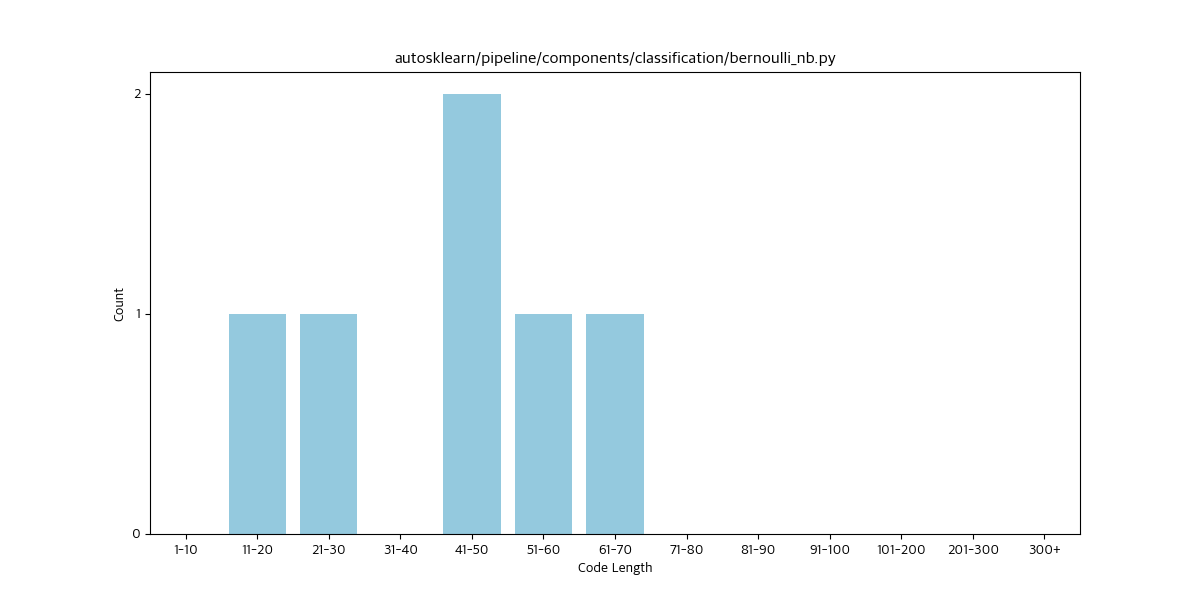 autosklearn/pipeline/components/classification/bernoulli_nb.py
Count
2
1
0
1-10 11-20 21-30 31-40 41-50 51-60 61-70 71-80 81-90 91-100 101-200 201-300 300+
Code Length